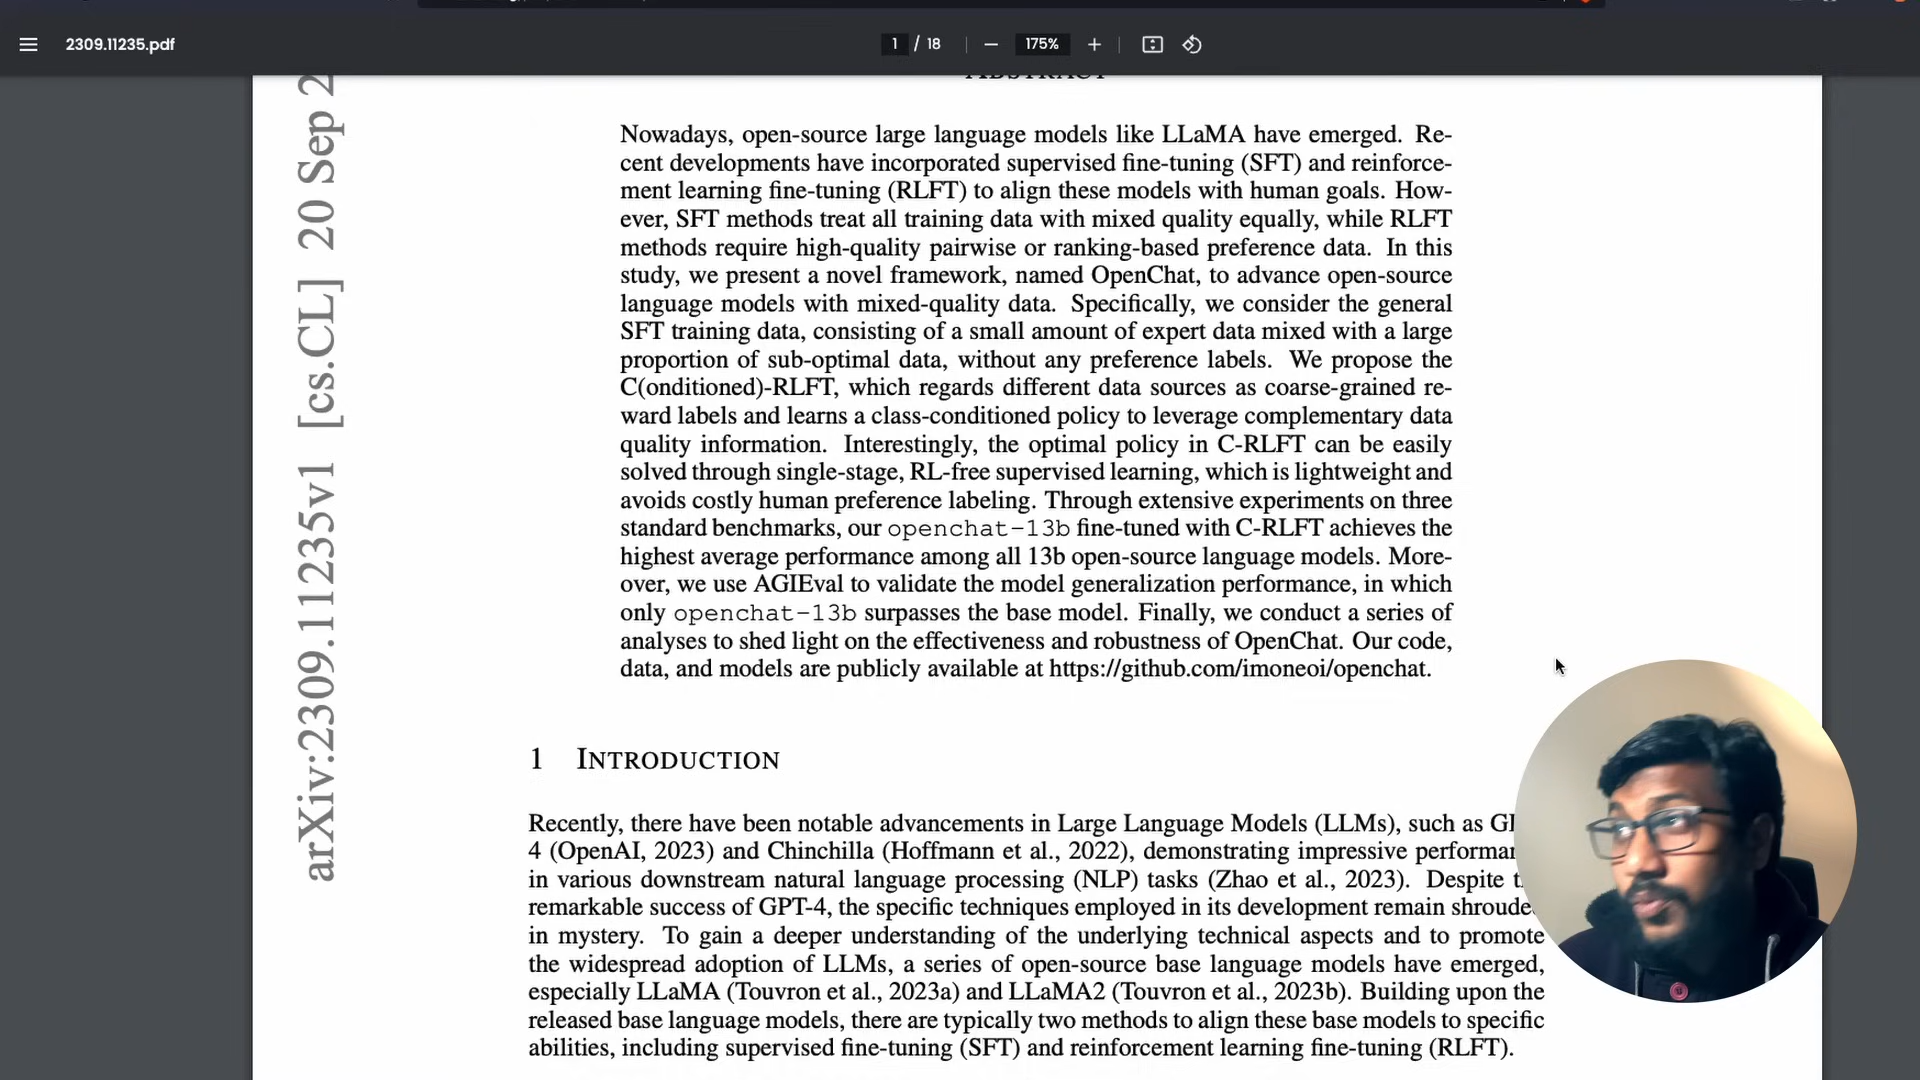 2309.11235.pdf
1 / 18
175%
ABSTRACT
Nowadays, open-source large language models like LLaMA have emerged. Re-
cent developments have incorporated supervised fine-tuning (SFT) and reinforce-
ment learning fine-tuning (RLFT) to align these models with human goals. How-
ever, SFT methods treat all training data with mixed quality equally, while RLFT
methods require high-quality pairwise or ranking-based preference data. In this
study, we present a novel framework, named OpenChat, to advance open-source
language models with mixed-quality data. Specifically, we consider the general
SFT training data, consisting of a small amount of expert data mixed with a large
proportion of sub-optimal data, without any preference labels. We propose the
C(onditioned)-RLFT, which regards different data sources as coarse-grained re-
ward labels and learns a class-conditioned policy to leverage complementary data
quality information. Interestingly, the optimal policy in C-RLFT can be easily
solved through single-stage, RL-free supervised learning, which is lightweight and
avoids costly human preference labeling. Through extensive experiments on three
standard benchmarks, our openchat-13b fine-tuned with C-RLFT achieves the
highest average performance among all 13b open-source language models. More-
over, we use AGIEval to validate the model generalization performance, in which
only openchat-13b surpasses the base model. Finally, we conduct a series of
analyses to shed light on the effectiveness and robustness of OpenChat. Our code,
data, and models are publicly available at https://github.com/imoneoi/openchat.
arXiv:2309.11235v1 [cs.CL] 20 Sep 2
1 INTRODUCTION
Recently, there have been notable advancements in Large Language Models (LLMs), such as
4 (OpenAI, 2023) and Chinchilla (Hoffmann et al., 2022), demonstrating impressive
in various downstream natural language processing (NLP) tasks (Zhao et al., 2023). Despite
remarkable success of GPT-4, the specific techniques employed in its development remain
in mystery. To gain a deeper understanding of the underlying technical aspects and to promote
the widespread adoption of LLMs, a series of open-source base language models have emerged,
especially LLaMA (Touvron et al., 2023a) and LLaMA2 (Touvron et al., 2023b). Building upon the
released base language models, there are typically two methods to align these base models to specific
abilities, including supervised fine-tuning (SFT) and reinforcement learning fine-tuning (RLFT).